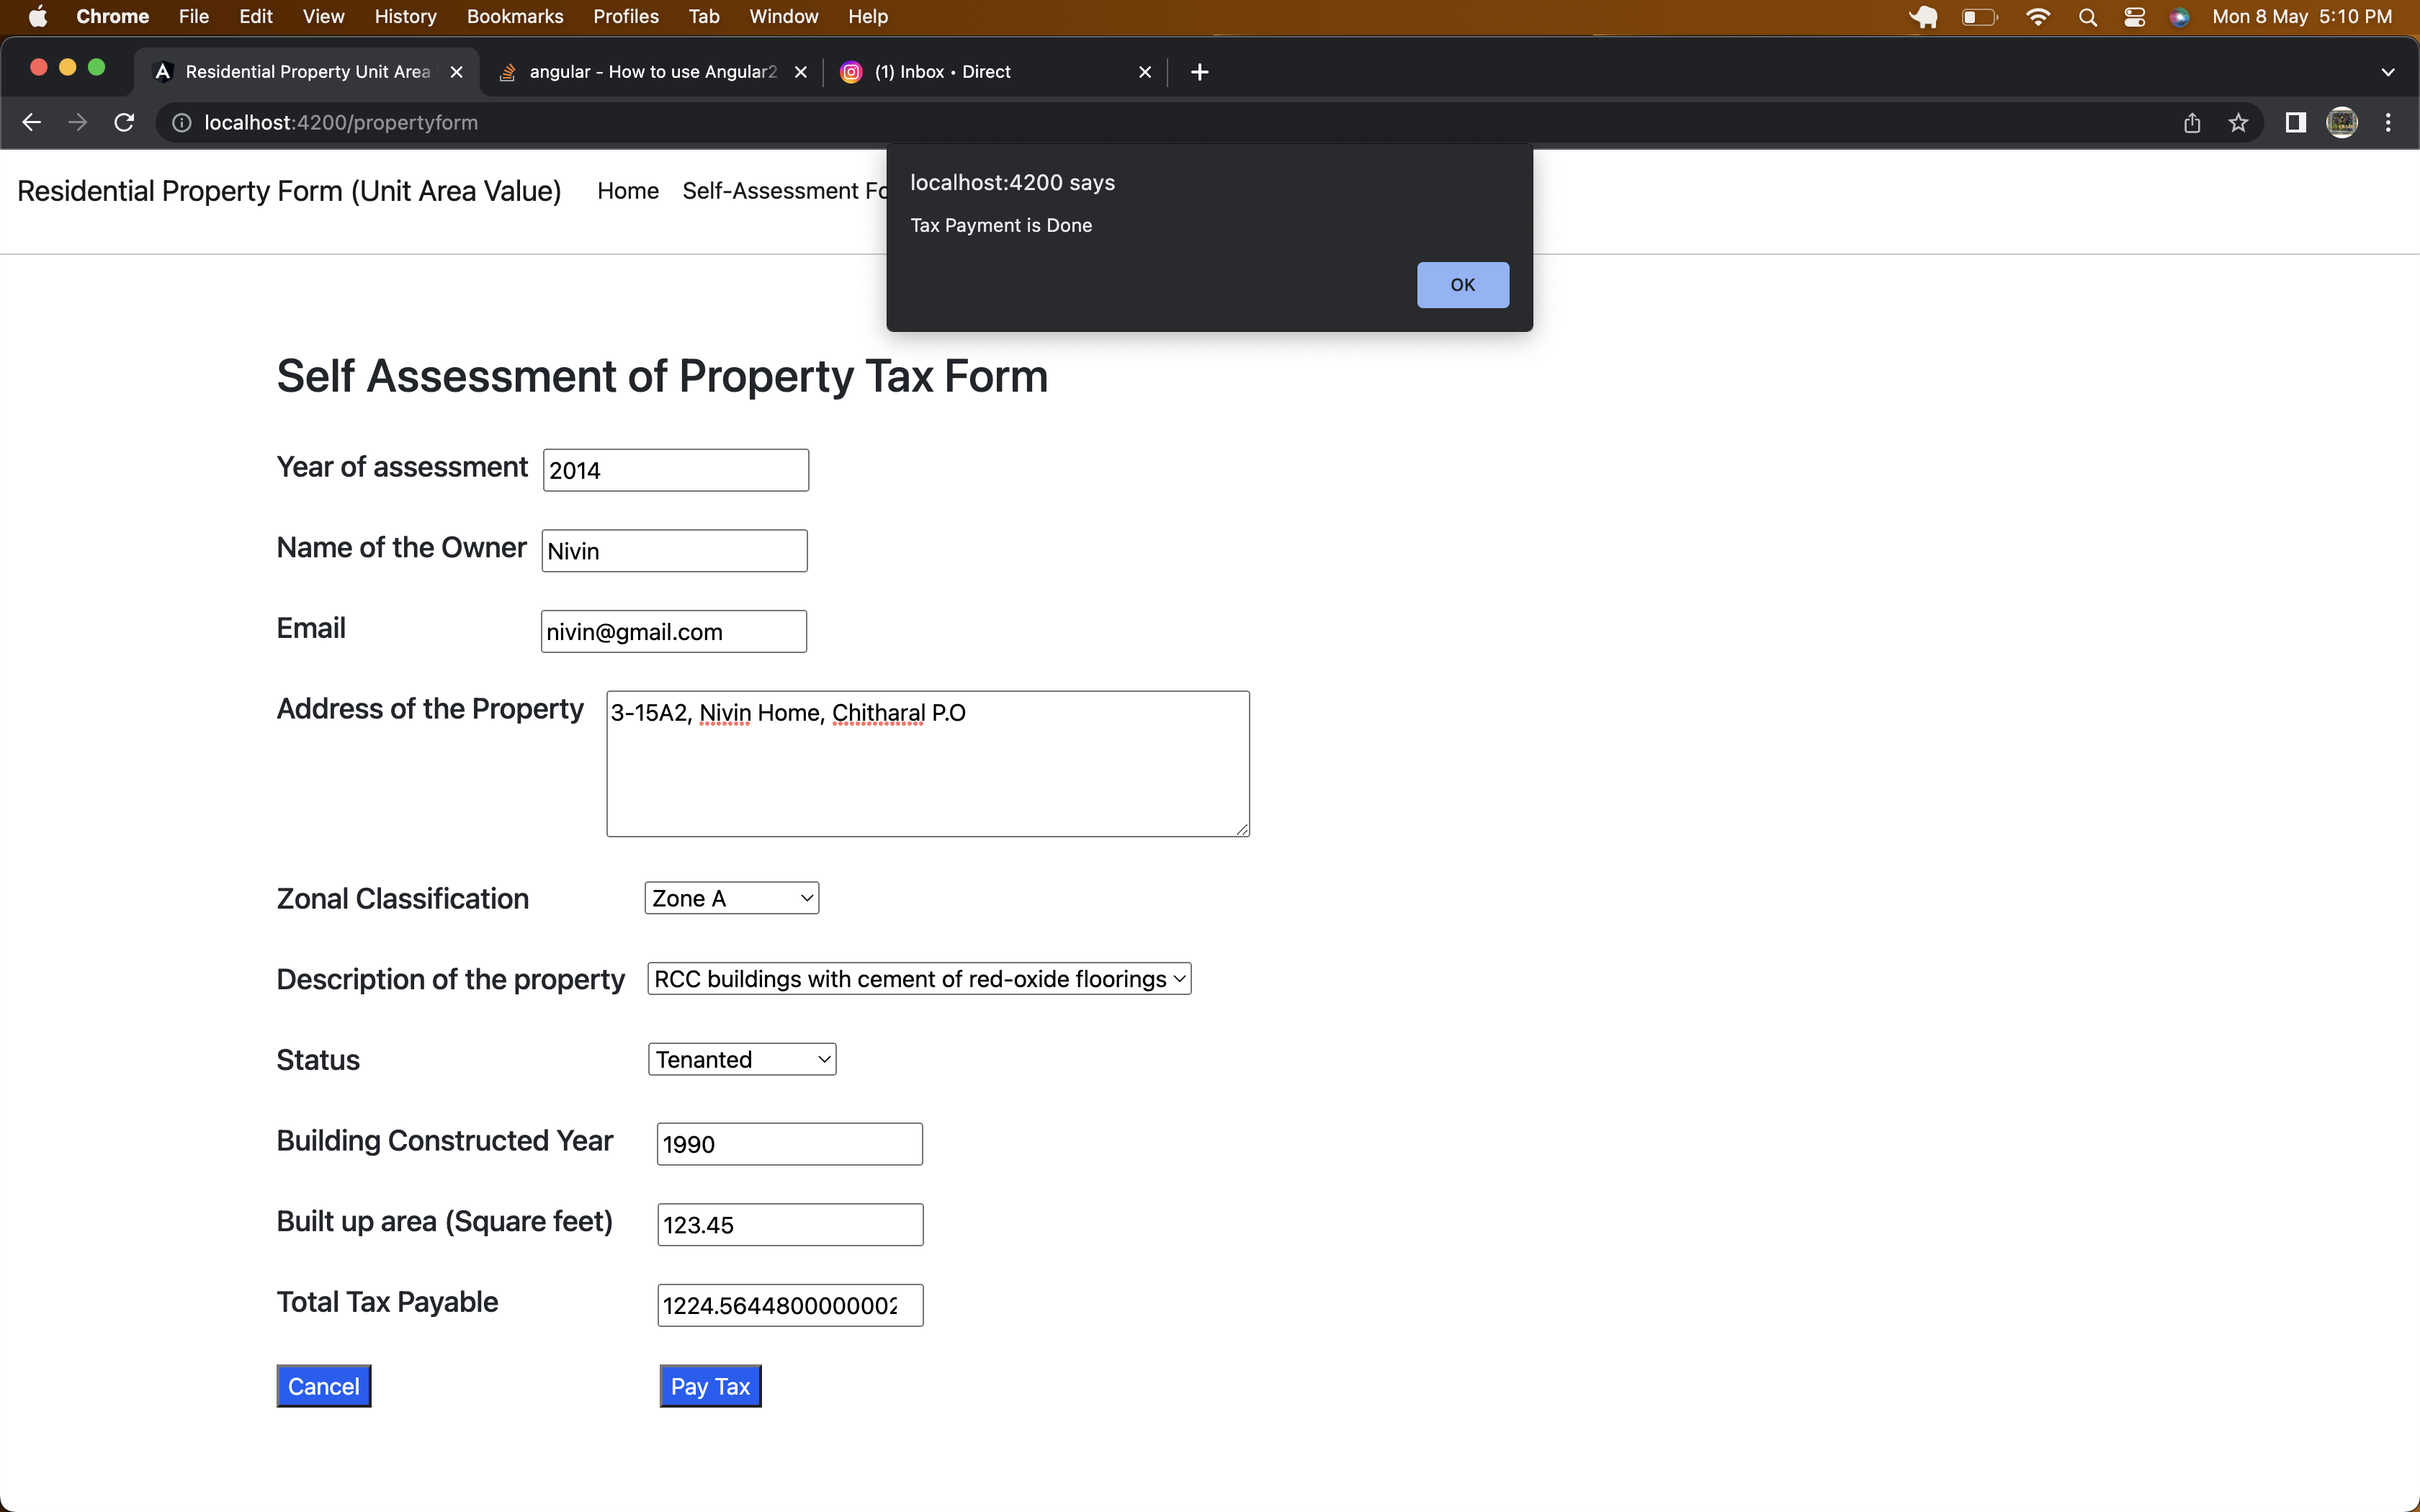 Chrome File Edit View History Bookmarks Profiles Tab Window Help Mon 8 May 5:10 PM
Residential Property Unit Area angular - How to use Angular2 (1) Inbox • Direct
localhost:4200/propertyform
Residential Property Form (Unit Area Value) Home Self-Assessment Fo
localhost:4200 says
Tax Payment is Done
OK
Self Assessment of Property Tax Form
Year of assessment 2014
Name of the Owner Nivin
Email nivin@gmail.com
Address of the Property 3-15A2, Nivin Home, Chitharal P.O
Zonal Classification Zone A
Description of the property RCC buildings with cement of red-oxide floorings
Status Tenanted
Building Constructed Year 1990
Built up area (Square feet) 123.45
Total Tax Payable 1224.5644800000002
Cancel Pay Tax